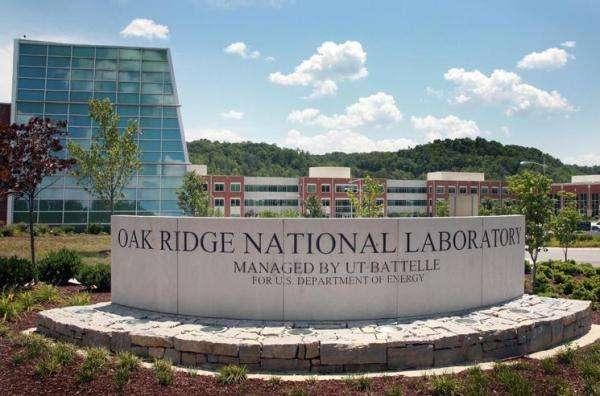 OAK RIDGE NATIONAL LABORATORY
MANAGED BY UT-BATTELLE
FOR U.S. DEPARTMENT OF ENERGY